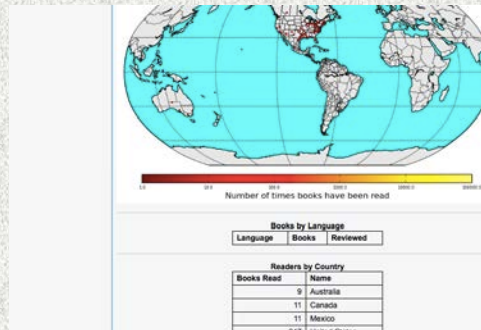 Number of times books have been read
Books by Language
Language Books Reviewed
Readers by Country
Books Read Name
9 Australia
11 Canada
11 Mexico